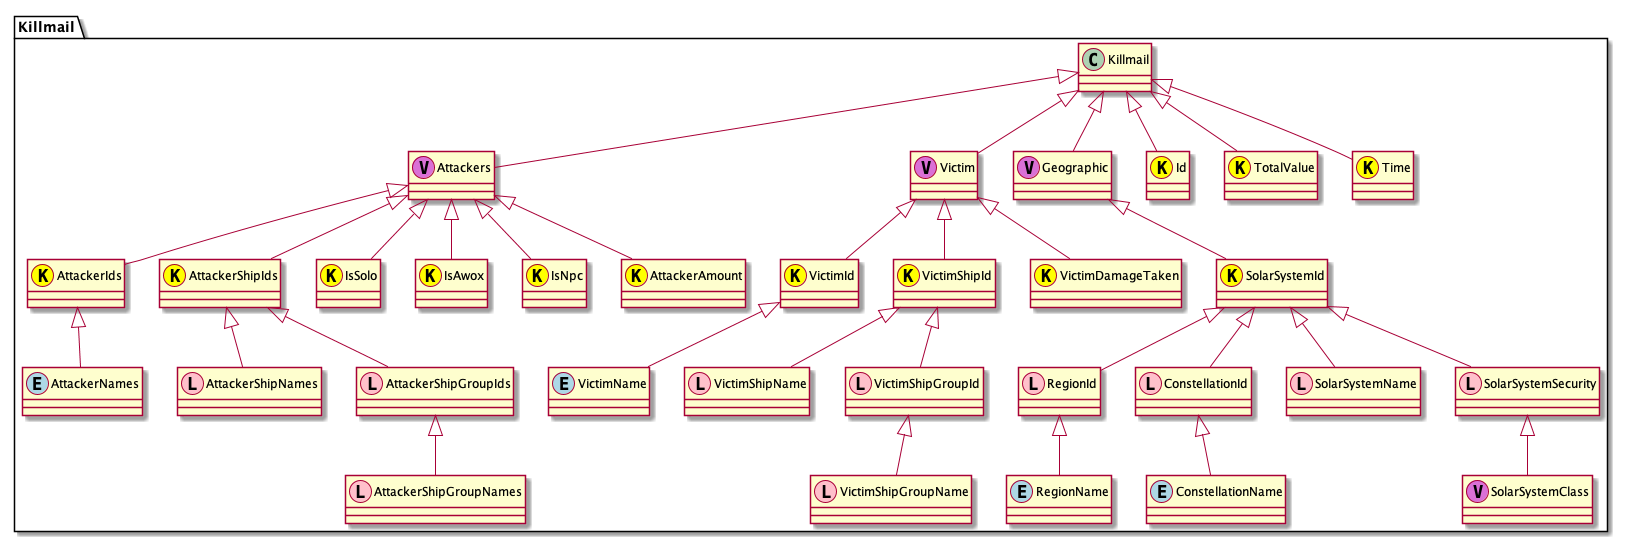 Killmail
C Killmail
V Attackers
V Victim
V Geographic
K Id
K TotalValue
K Time
K AttackerIds
K AttackerShipIds
K IsSolo
K IsAwox
K IsNpc
K AttackerAmount
K VictimId
K VictimShipId
K VictimDamageTaken
K SolarSystemId
E AttackerNames
L AttackerShipNames
L AttackerShipGroupIds
E VictimName
L VictimShipName
L VictimShipGroupId
L RegionId
L ConstellationId
L SolarSystemName
L SolarSystemSecurity
L AttackerShipGroupNames
L VictimShipGroupName
E RegionName
E ConstellationName
V SolarSystemClass